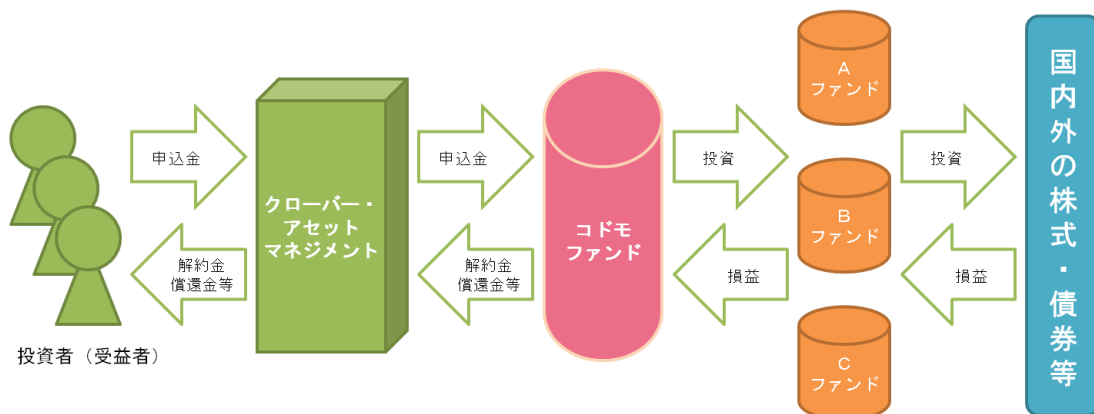 申込金
解約金
償還金等
投資者（受益者）
クローバー・
アセット
マネジメント
申込金
解約金
償還金等
コドモ
ファンド
投資
損益
A
ファンド
B
ファンド
C
ファンド
投資
損益
国内外の株式・債券等